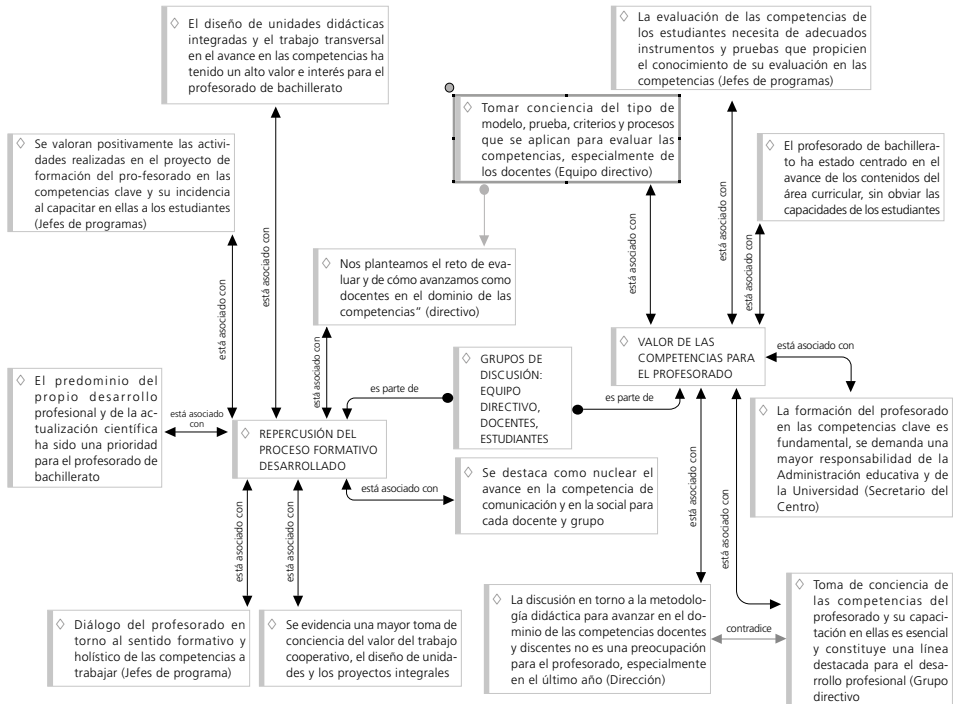 El diseño de unidades didácticas
integradas y el trabajo transversal
en el avance en las competencias ha
tenido un alto valor e interés para el
profesorado de bachillerato
La evaluación de las competencias de
los estudiantes necesita de adecuados
instrumentos y pruebas que propicien
el conocimiento de su evaluación en las
competencias (Jefes de programas)
Tomar conciencia del tipo de
modelo, prueba, criterios y procesos
que se aplican para evaluar las
competencias, especialmente de
los docentes (Equipo directivo)
Se valoran positivamente las activi-
dades realizadas en el proyecto de
formación del pro-fesorado en las
competencias clave y su incidencia
al capacitar en ellas a los estudiantes
(Jefes de programas)
El profesorado de bachillera-
to ha estado centrado en el
avance de los contenidos del
área curricular, sin obviar las
capacidades de los estudiantes
está asociado con
está asociado con
está asociado con
está asociado con
está asociado con
Nos planteamos el reto de eva-
luar y de cómo avanzamos como
docentes en el dominio de las
competencias” (directivo)
está asociado con
VALOR DE LAS
COMPETENCIAS PARA
EL PROFESORADO
está asociado con
GRUPOS DE
DISCUSIÓN:
EQUIPO
DIRECTIVO,
DOCENTES,
ESTUDIANTES
es parte de
es parte de
El predominio del
propio desarrollo
profesional y de la ac-
tualización científica
ha sido una prioridad
para el profesorado de
bachillerato
está asociado
con
REPERCUSIÓN DEL
PROCESO FORMATIVO
DESARROLLADO
La formación del profesorado
en las competencias clave es
fundamental, se demanda una
mayor responsabilidad de la
Administración educativa y de
la Universidad (Secretario del
Centro)
está asociado con
Se destaca como nuclear el
avance en la competencia de
comunicación y en la social para
cada docente y grupo
está asociado con
está asociado con
está asociado con
está asociado con
Diálogo del profesorado en
torno al sentido formativo y
holístico de las competencias a
trabajar (Jefes de programa)
Se evidencia una mayor toma de
conciencia del valor del trabajo
cooperativo, el diseño de unida-
des y los proyectos integrales
La discusión en torno a la metodolo-
gía didáctica para avanzar en el do-
minio de las competencias docentes
y discentes no es una preocupación
para el profesorado, especialmente
en el último año (Dirección)
contradice
Toma de conciencia de
las competencias del
profesorado y su capaci-
tación en ellas es esencial
y constituye una línea
destacada para el desa-
rrollo profesional (Grupo
directivo